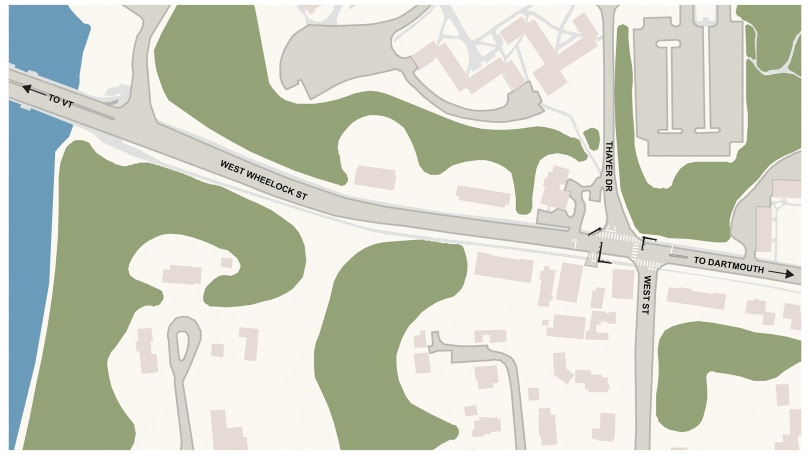 TO VT
WEST WHEELOCK ST
THAYER DR
TO DARTMOUTH
WEST ST